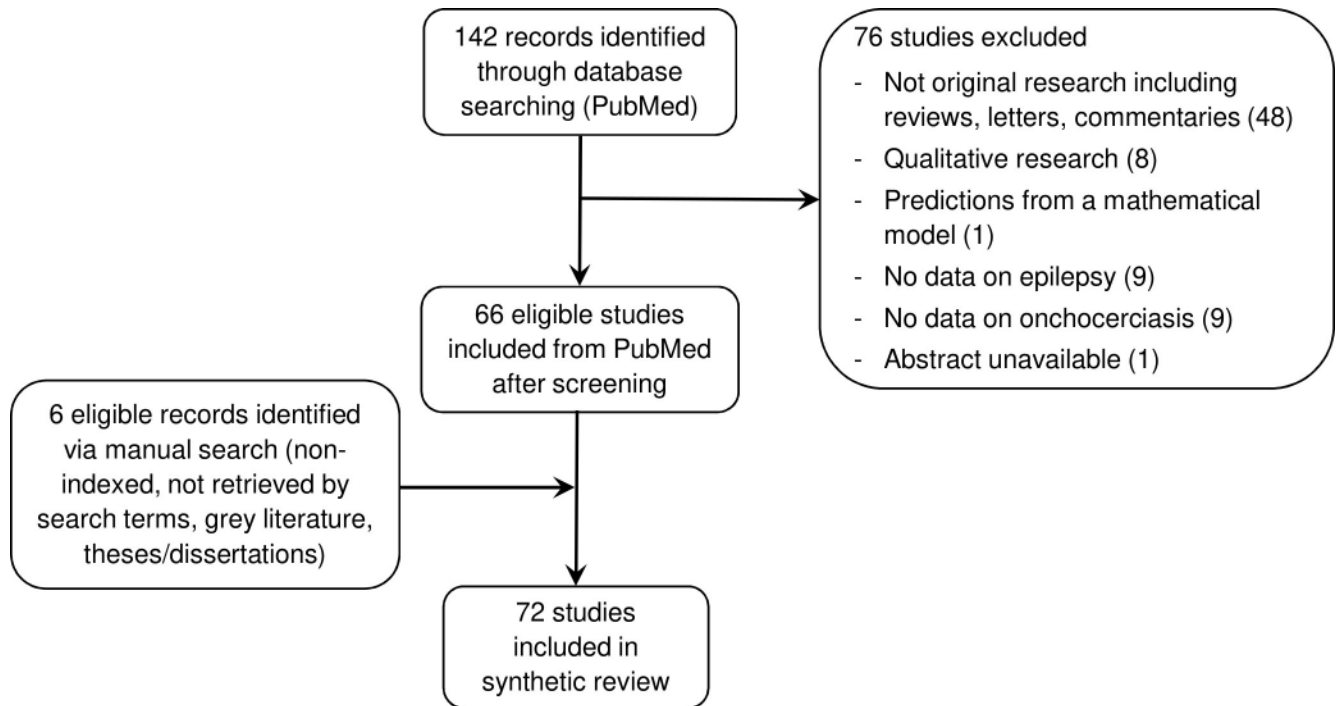 142 records identified
through database
searching (PubMed)
76 studies excluded
- Not original research including
reviews, letters, commentaries (48)
- Qualitative research (8)
- Predictions from a mathematical
model (1)
- No data on epilepsy (9)
- No data on onchocerciasis (9)
- Abstract unavailable (1)
66 eligible studies
included from PubMed
after screening
6 eligible records identified
via manual search (non-
indexed, not retrieved by
search terms, grey literature,
theses/dissertations)
72 studies
included in
synthetic review